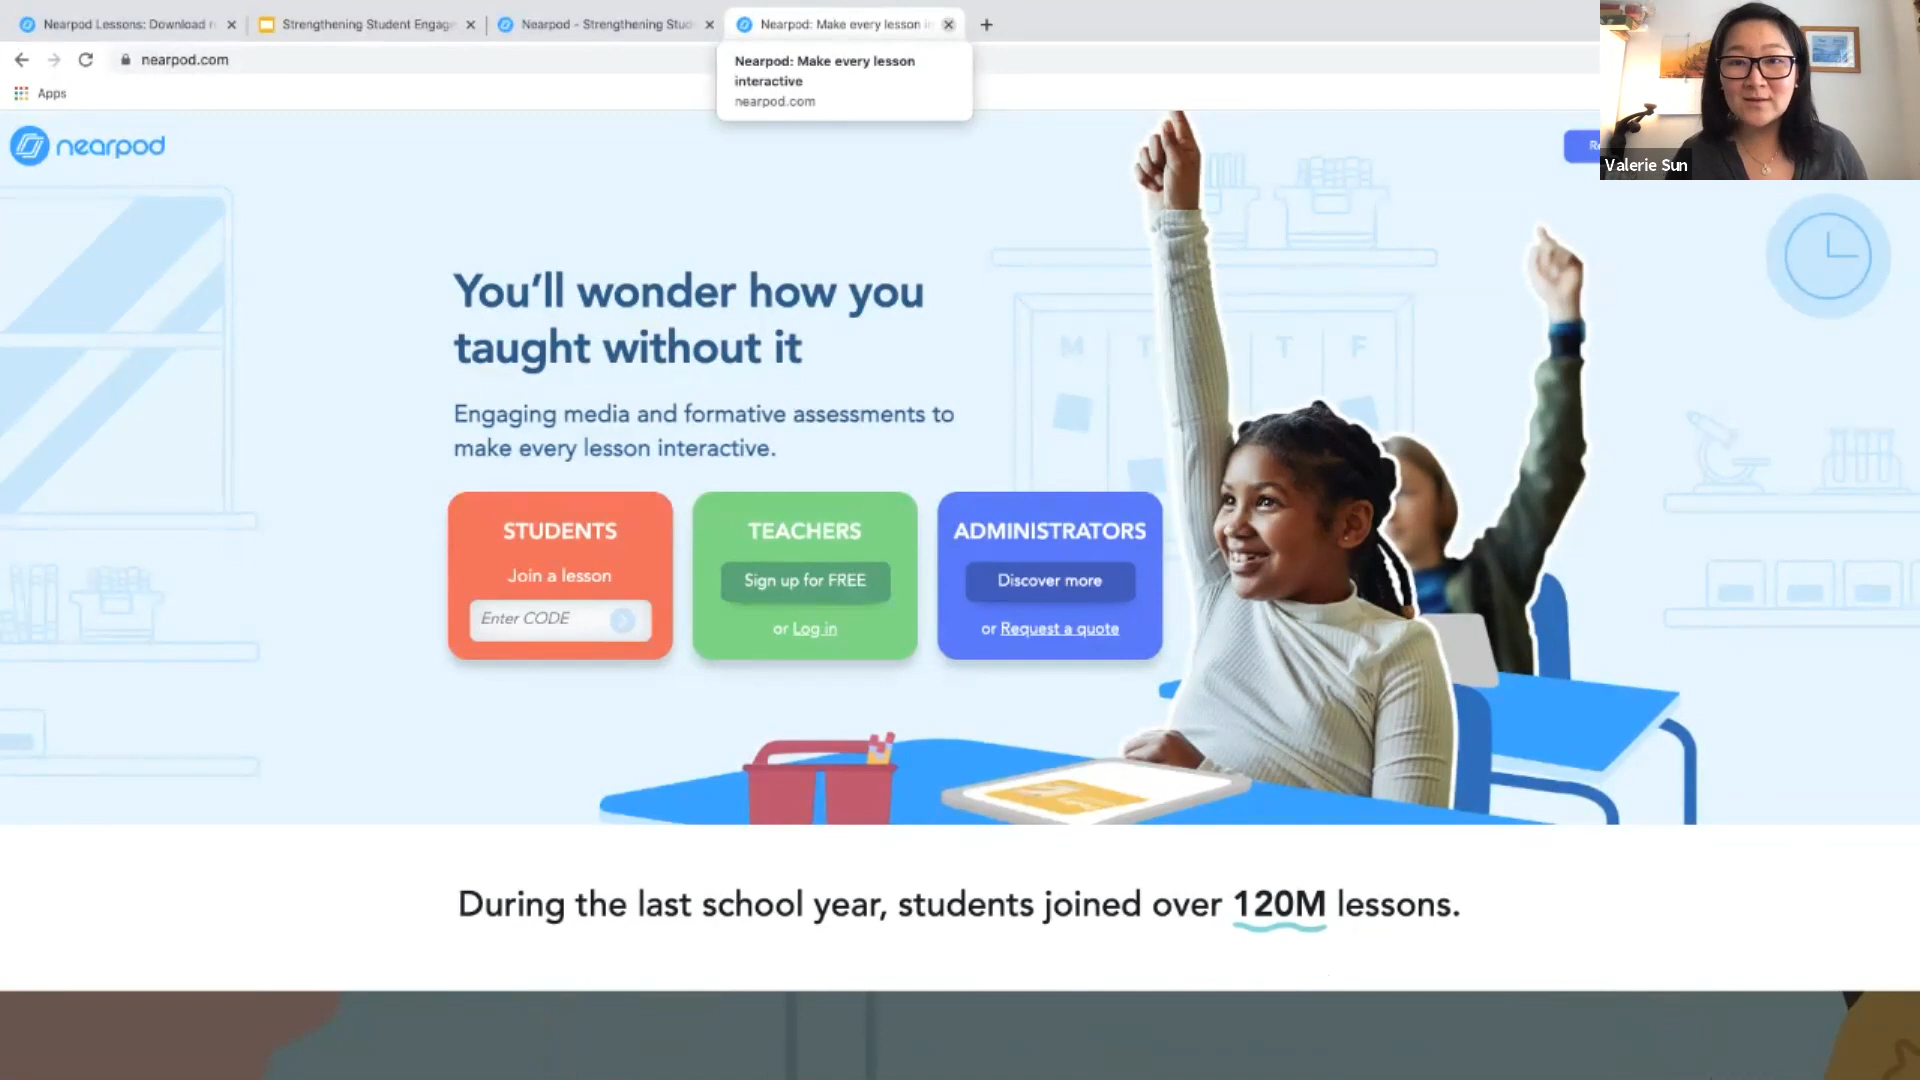 Nearpod Lessons: Download
Strengthening Student Engag
Nearpod - Strengthening Stud
Nearpod: Make every lesson in
nearpod.com
Nearpod: Make every lesson
interactive
nearpod.com
Apps
nearpod
Valerie Sun
You'll wonder how you
taught without it
M T T F
Engaging media and formative assessments to
make every lesson interactive.
STUDENTS
Join a lesson
Enter CODE
TEACHERS
Sign up for FREE
or Log in
ADMINISTRATORS
Discover more
or Request a quote
During the last school year, students joined over 120M lessons.